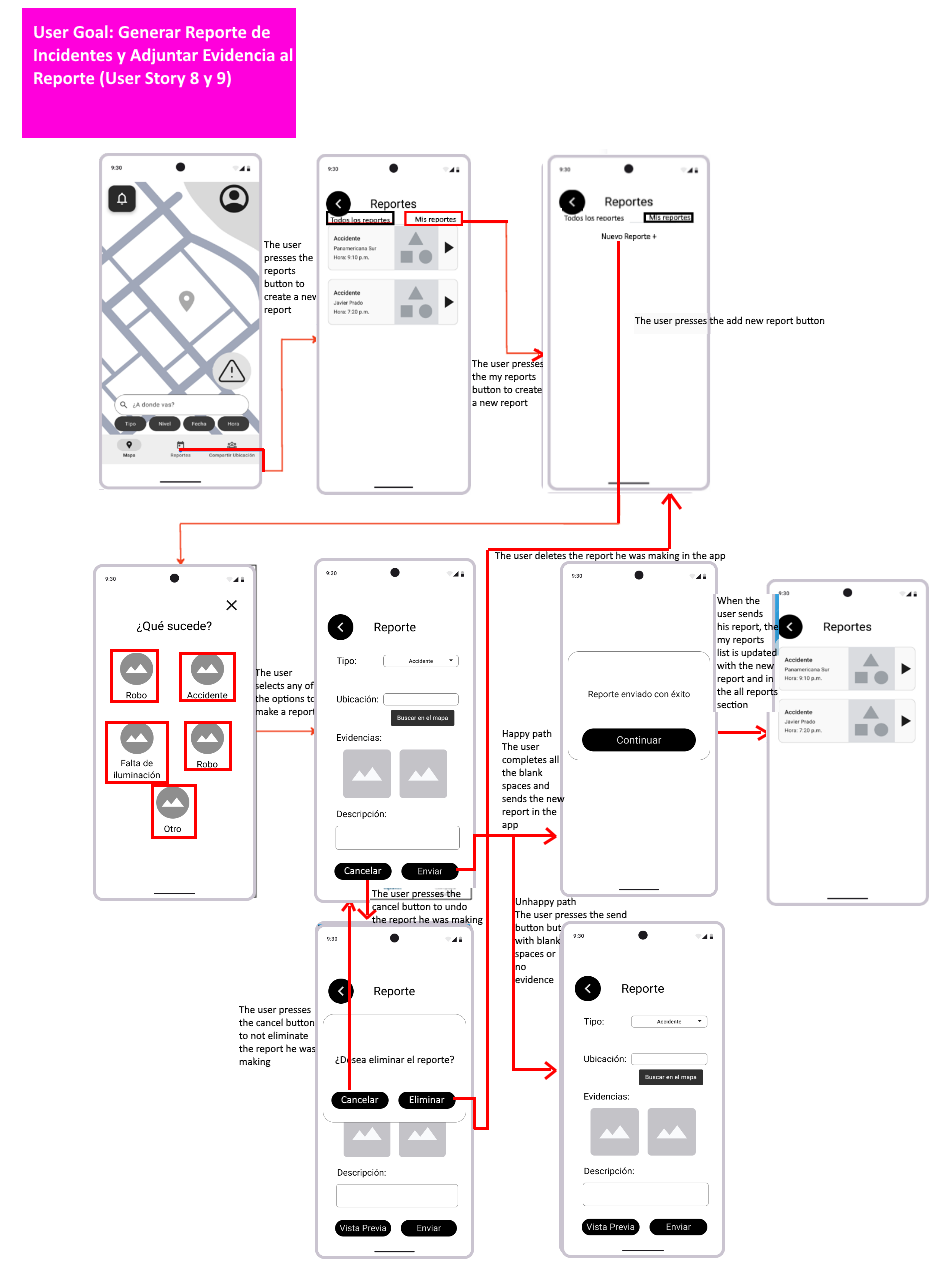 User Goal: Generar Reporte de
Incidentes y Adjuntar Evidencia al
Reporte (User Story 8 y 9)
9:30
¿A donde vas?
Tipo
Nivel
Fecha
Hora
Mapa
Reportes
Compartir Ubicación
The user
presses the
reports
button to
create a new
report
9:30
Reportes
Todos los reportes
Mis reportes
Accidente
Panamericana Sur
Hora: 9:10 p.m.
Accidente
Javier Prado
Hora: 7:20 p.m.
The user presses
the my reports
button to create
a new report
9:30
Reportes
Todos los reportes
Mis reportes
Nuevo Reporte +
The user presses the add new report button
9:30
¿Qué sucede?
Robo
Accidente
Falta de
iluminación
Robo
Otro
The user
selects any of
the options to
make a report
9:30
Reporte
Tipo:
Accidente
Ubicación:
Buscar en el mapa
Evidencias:
Descripción:
Cancelar
Enviar
The user deletes the report he was making in the app
Happy path
The user
completes all
the blank
spaces and
sends the new
report in the
app
9:30
Reporte enviado con éxito
Continuar
When the
user sends
his report, the
my reports
list is updated
with the new
report and in
the all reports
section
9:30
Reportes
Accidente
Panamericana Sur
Hora: 9:10 p.m.
Accidente
Javier Prado
Hora: 7:20 p.m.
The user presses the
cancel button to undo
the report he was making
The user presses
the cancel button
to not eliminate
the report he was
making
9:30
Reporte
¿Desea eliminar el reporte?
Cancelar
Eliminar
Descripción:
Vista Previa
Enviar
Unhappy path
The user presses the send
button but
with blank
spaces or
no
evidence
9:30
Reporte
Tipo:
Accidente
Ubicación:
Buscar en el mapa
Evidencias:
Descripción:
Vista Previa
Enviar